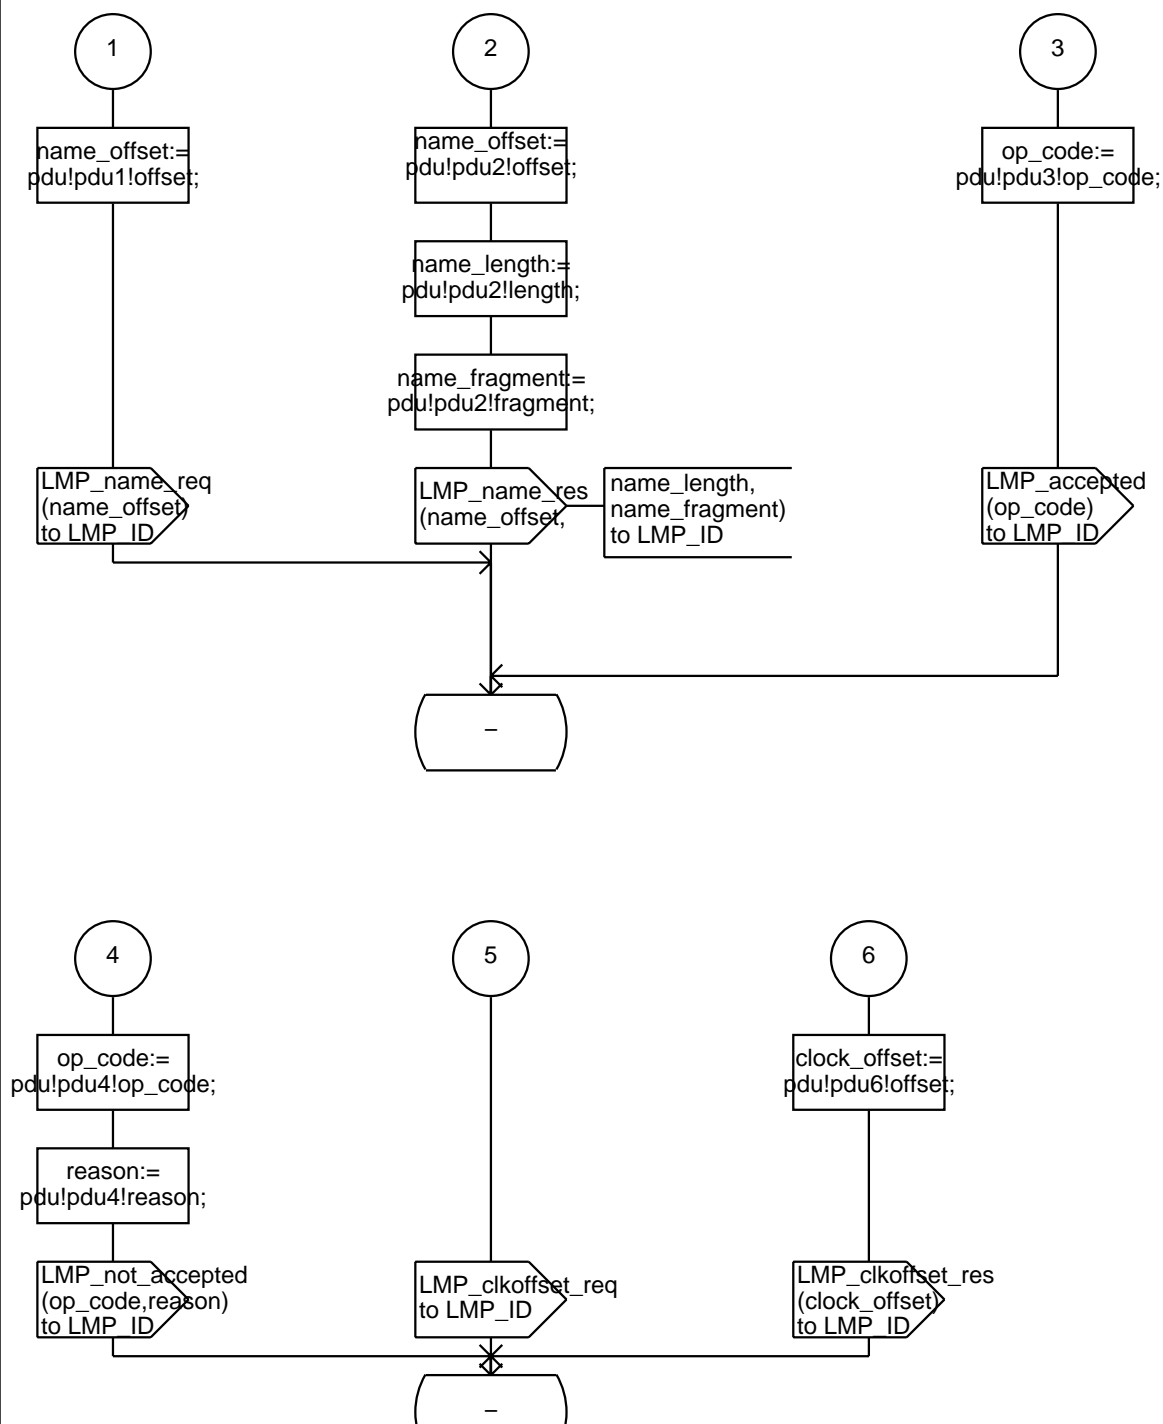 1
2
3
name_offset:=
pdu!pdu1!offset;
name_offset:=
pdu!pdu2!offset;
op_code:=
pdu!pdu3!op_code;
name_length:=
pdu!pdu2!length;
name_fragment:=
pdu!pdu2!fragment;
LMP_name_req
(name_offset)
to LMP_ID
LMP_name_res
(name_offset,
name_length,
name_fragment)
to LMP_ID
LMP_accepted
(op_code)
to LMP_ID
–
4
5
6
op_code:=
pdu!pdu4!op_code;
clock_offset:=
pdu!pdu6!offset;
reason:=
pdu!pdu4!reason;
LMP_not_accepted
(op_code,reason)
to LMP_ID
LMP_clkoffset_req
to LMP_ID
LMP_clkoffset_res
(clock_offset)
to LMP_ID
–